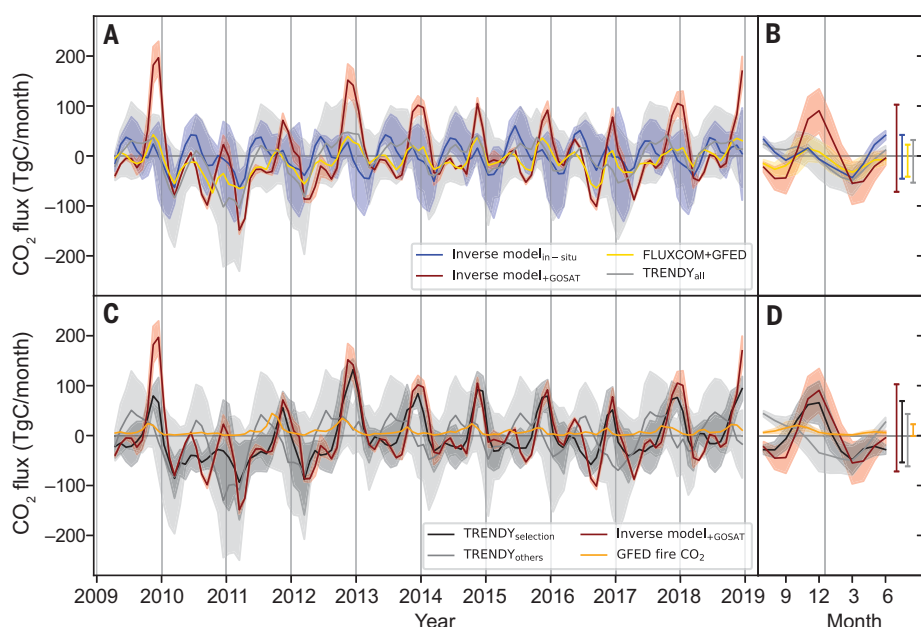 A
B
200
100
0
−100
−200
CO₂ flux (TgC/month)
Inverse model in−situ
FLUXCOM+GFED
Inverse model +GOSAT
TRENDY all
C
D
200
100
0
−100
−200
CO₂ flux (TgC/month)
TRENDY selection
Inverse model +GOSAT
TRENDY others
GFED fire CO₂
2009 2010 2011 2012 2013 2014 2015 2016 2017 2018 2019 9 12 3 6
Year
Month